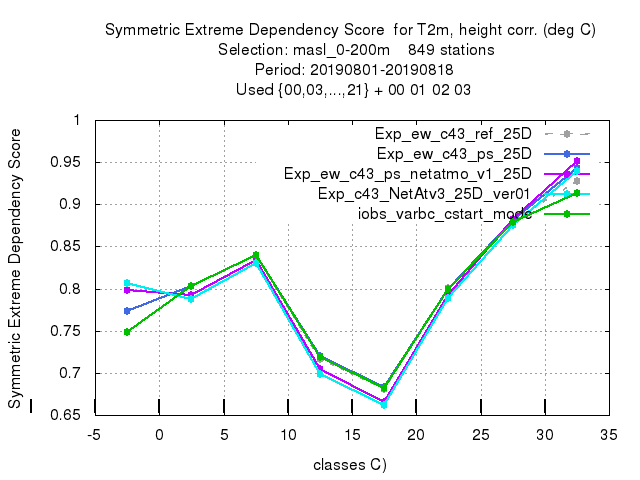 Symmetric Extreme Dependency Score  for T2m, height corr. (deg C)
Selection: masl_0-200m    849 stations
Period: 20190801-20190818
Used {00,03,...,21} + 00 01 02 03
Symmetric Extreme Dependency Score
1
0.95
0.9
0.85
0.8
0.75
0.7
0.65
Exp_ew_c43_ref_25D
Exp_ew_c43_ps_25D
Exp_ew_c43_ps_netatmo_v1_25D
Exp_c43_NetAtv3_25D_ver01
iobs_varbc_cstart_mode
-5 0 5 10 15 20 25 30 35
classes C)